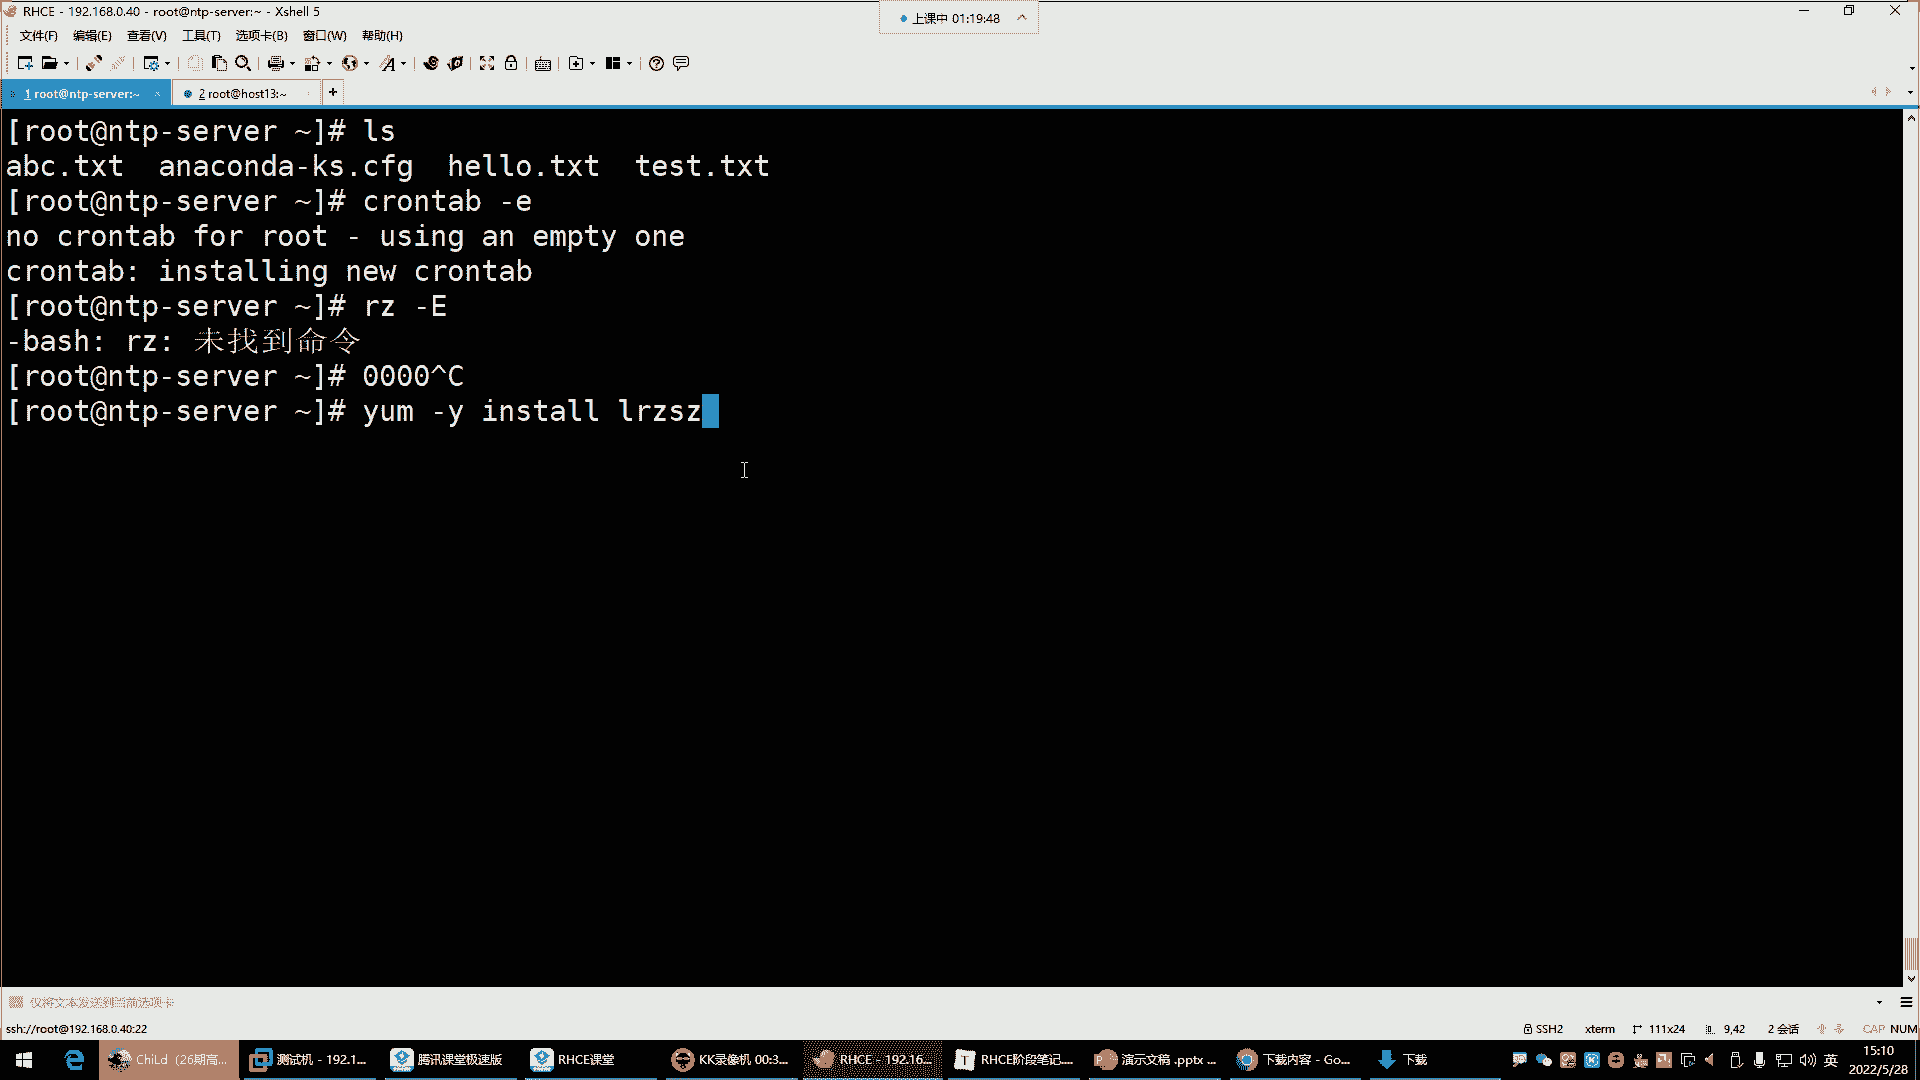 RHCE - 192.168.0.40 - root@ntp-server:~ - Xshell 5
上课中 01:19:48
文件(F) 编辑(E) 查看(V) 工具(T) 选项卡(B) 窗口(W) 帮助(H)
1 root@ntp-server:~ × 2 root@host13:~ +
[root@ntp-server ~]# ls
abc.txt  anaconda-ks.cfg  hello.txt  test.txt
[root@ntp-server ~]# crontab -e
no crontab for root - using an empty one
crontab: installing new crontab
[root@ntp-server ~]# rz -E
-bash: rz: 未找到命令
[root@ntp-server ~]# 0000^C
[root@ntp-server ~]# yum -y install lrzsz
仅将文本发送到当前选项卡
ssh://root@192.168.0.40:22 SSH2 xterm 111x24 9,42 2 会话 CAP NUM
ChiLd（26期高... 测试机 - 192.1... 腾讯课堂极速版 RHCE课堂 KK录像机 00:3... RHCE - 192.16... RHCE阶段笔记.... 演示文稿 .pptx ... 下载内容 - Go... 下载 英 15:10
2022/5/28